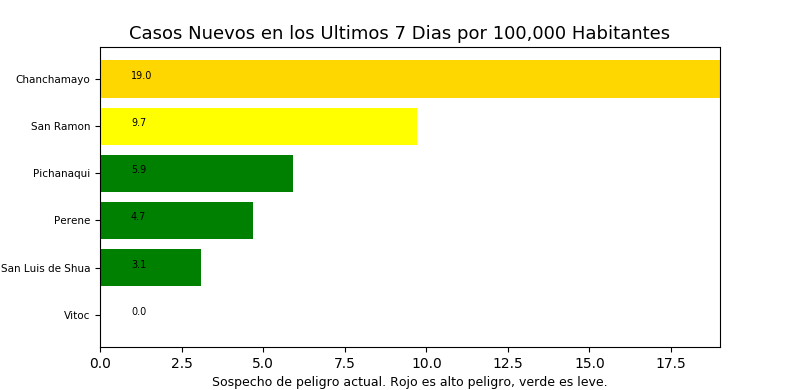 Casos Nuevos en los Ultimos 7 Dias por 100,000 Habitantes
Chanchamayo 19.0
San Ramon 9.7
Pichanaqui 5.9
Perene 4.7
San Luis de Shua 3.1
Vitoc 0.0
0.0 2.5 5.0 7.5 10.0 12.5 15.0 17.5
Sospecho de peligro actual. Rojo es alto peligro, verde es leve.